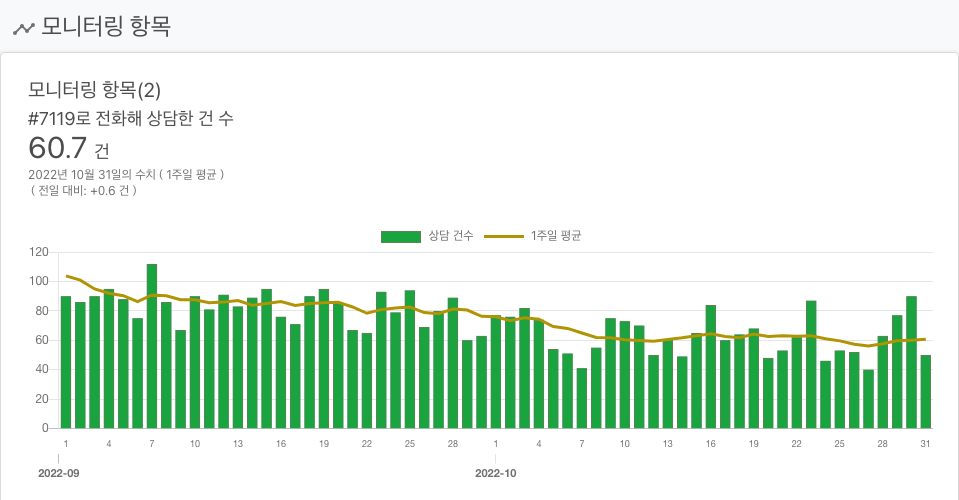 모니터링 항목
모니터링 항목(2)
#7119로 전화해 상담한 건 수
60.7 건
2022년 10월 31일의 수치 ( 1주일 평균 )
( 전일 대비: +0.6 건 )
상담 건수 1주일 평균
120
100
80
60
40
20
0
1 4 7 10 13 16 19 22 25 28 1 4 7 10 13 16 19 22 25 28 31
2022-09 2022-10